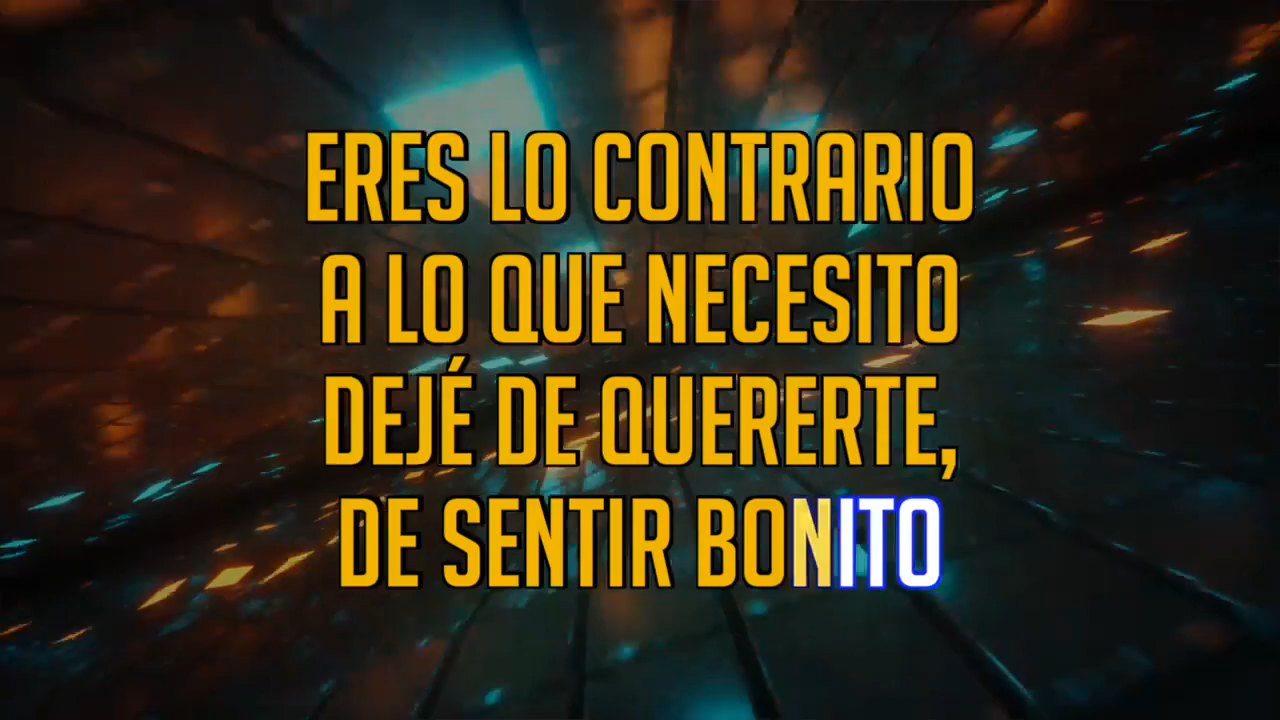 ERES LO CONTRARIO
A LO QUE NECESITO
DEJÉ DE QUERERTE,
DE SENTIR BONITO